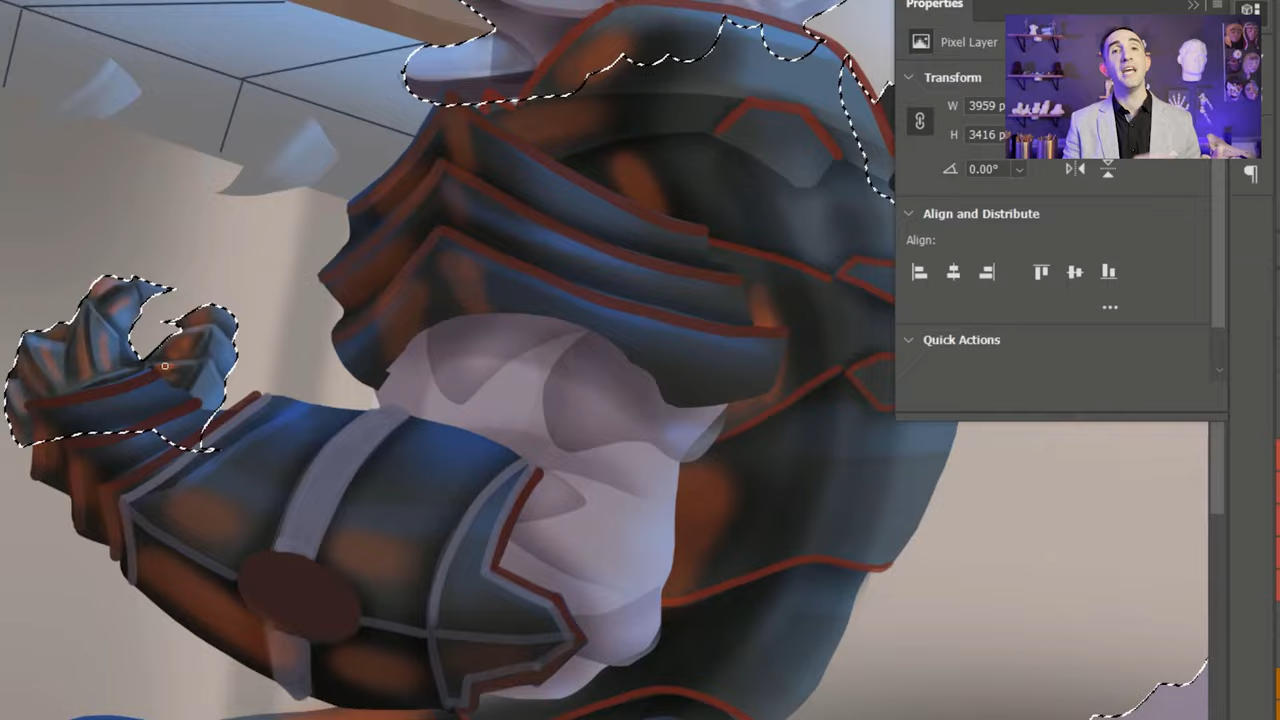 Properties
Pixel Layer
Transform
W 3959 p
H 3416 p
0.00°
Align and Distribute
Align:
Quick Actions